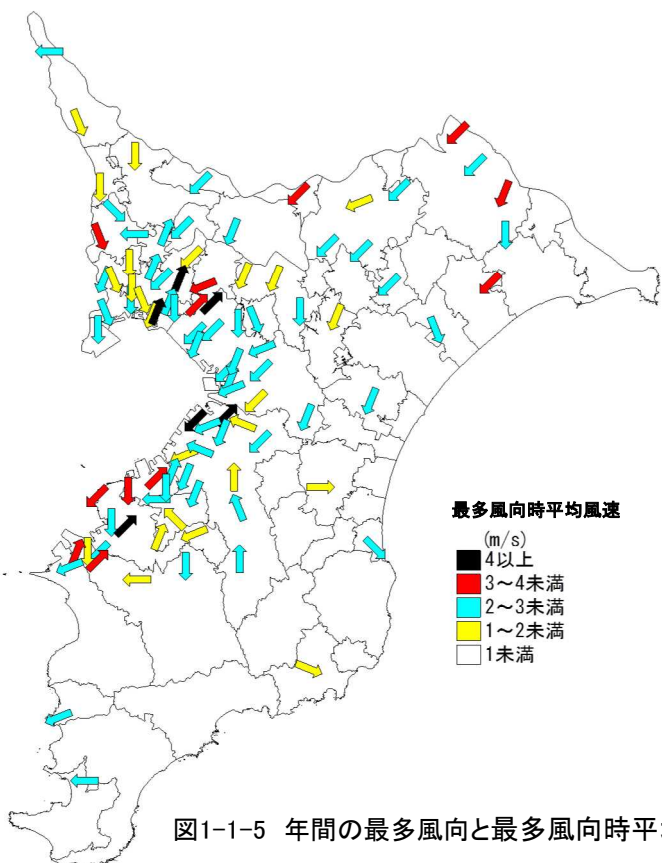 最多風向時平均風速
(m/s)
4以上
3～4未満
2～3未満
1～2未満
1未満
図1-1-5 年間の最多風向と最多風向時平